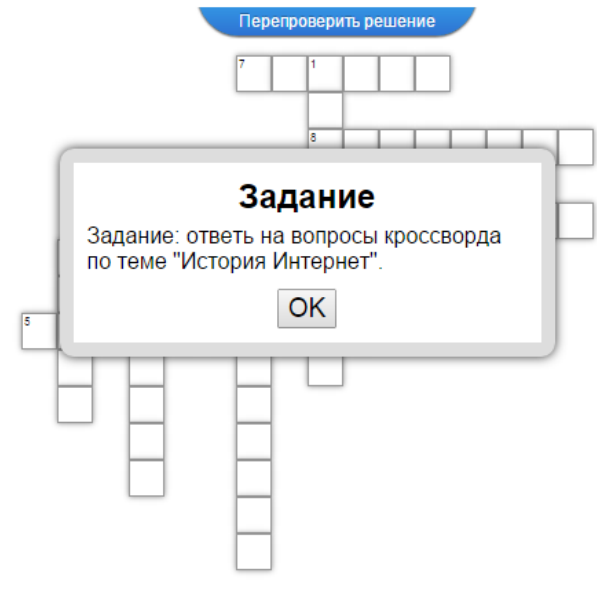 Перепроверить решение
7
1
8
Задание
Задание: ответь на вопросы кроссворда
по теме "История Интернет".
OK
5